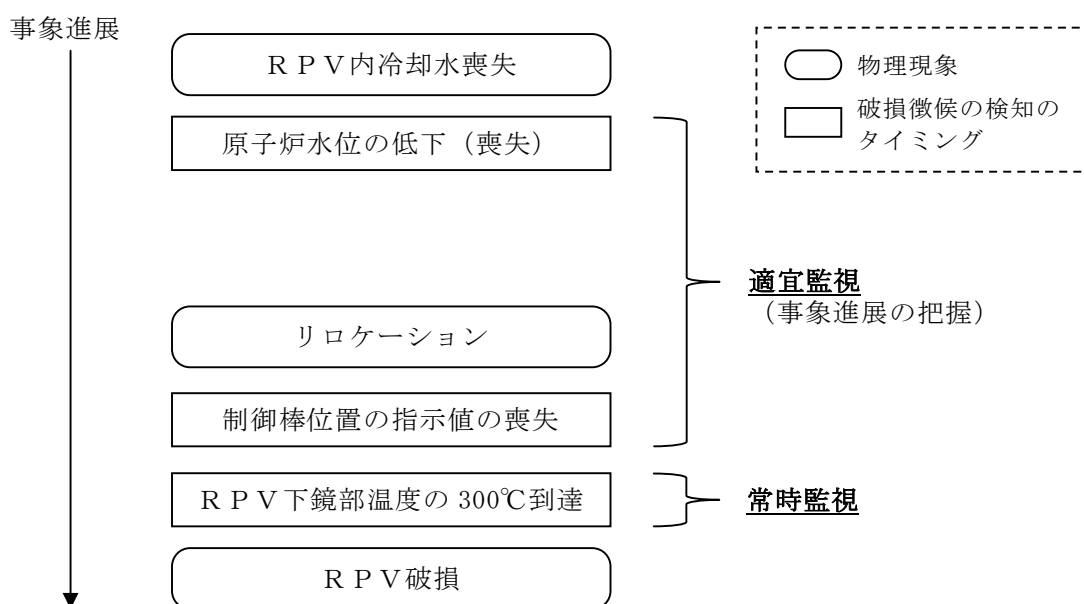 事象進展
ＲＰＶ内冷却水喪失
物理現象
破損徴候の検知の
タイミング
原子炉水位の低下（喪失）
適宜監視
（事象進展の把握）
リロケーション
制御棒位置の指示値の喪失
ＲＰＶ下鏡部温度の 300℃到達
常時監視
ＲＰＶ破損